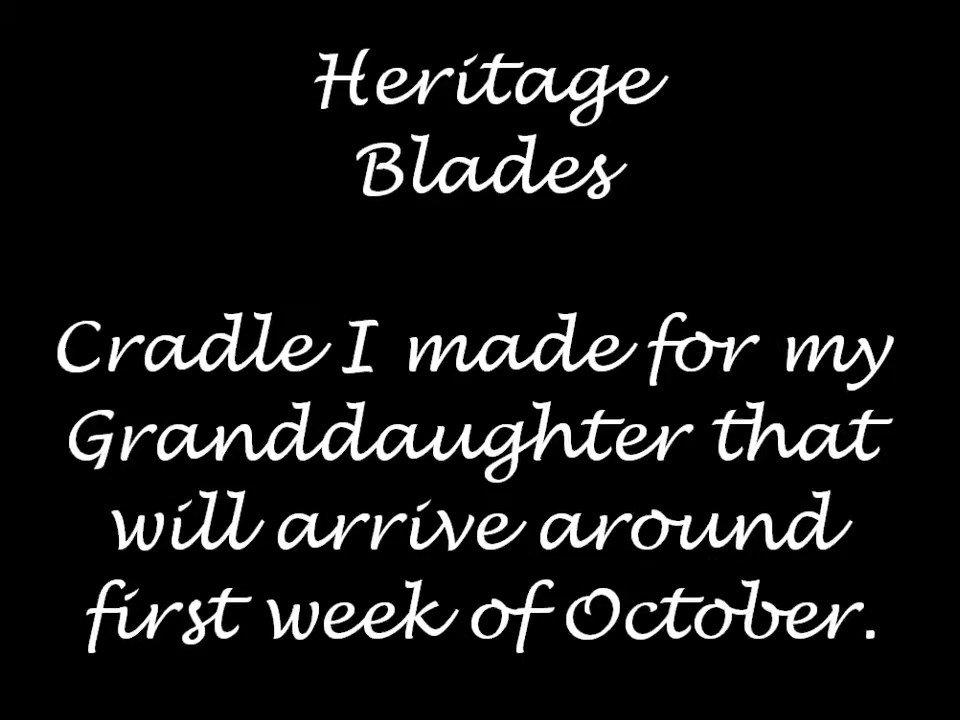 Heritage
Blades
Cradle I made for my
Granddaughter that
will arrive around
first week of October.